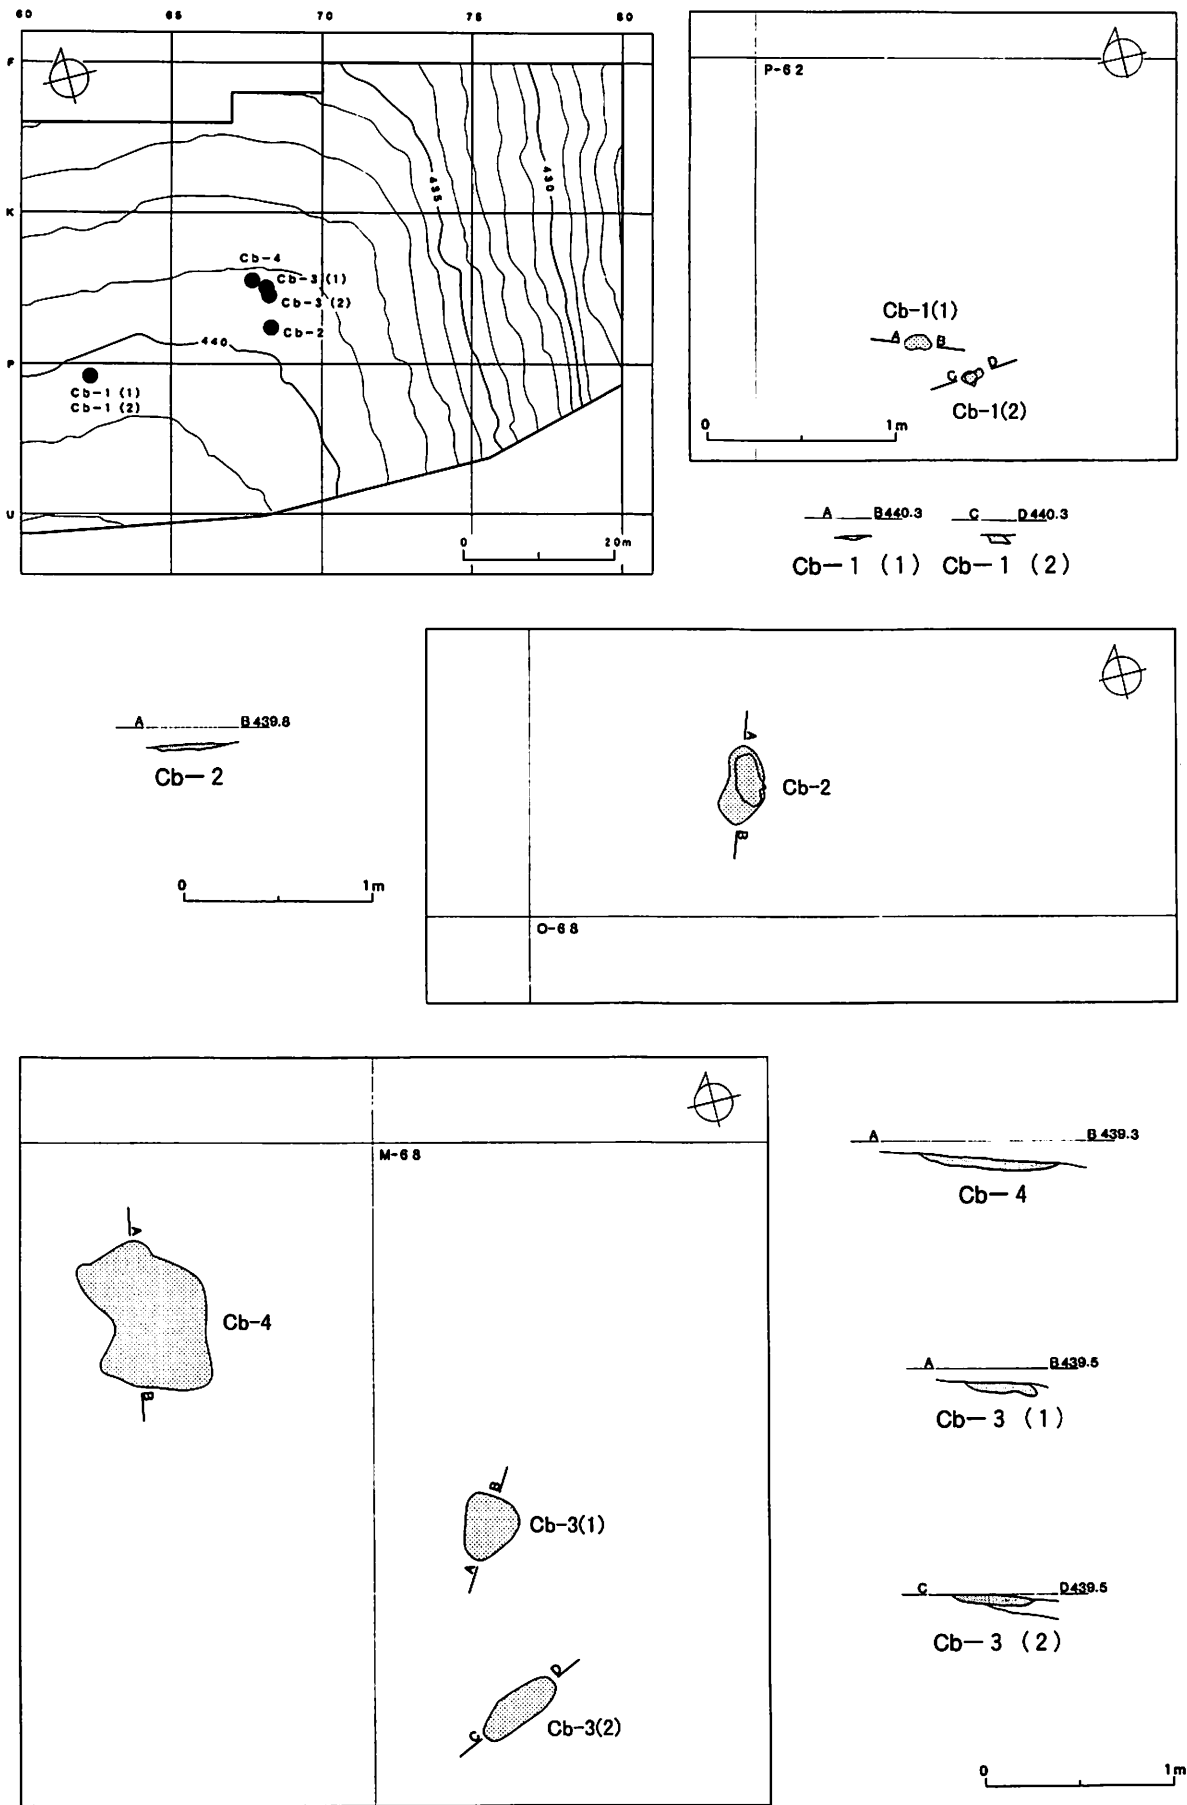 60 65 70 75 80
F
K
P
U
435
430
440
Cb-4
Cb-3 (1)
Cb-3 (2)
Cb-2
Cb-1 (1)
Cb-1 (2)
0 20m
P-62
Cb-1(1)
A B
C D
Cb-1(2)
0 1m
A B440.3 C D440.3
Cb-1 (1) Cb-1 (2)
A B439.8
Cb-2
0 1m
A
Cb-2
B
O-68
M-68
A
Cb-4
B
B
Cb-3(1)
A
D
C Cb-3(2)
A B439.3
Cb-4
A B439.5
Cb-3 (1)
C D439.5
Cb-3 (2)
0 1m